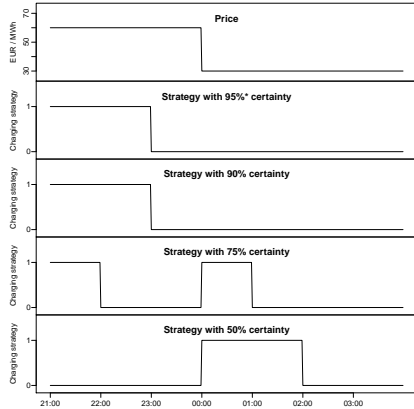 Price
EUR / MWh
30
50
70
Strategy with 95%* certainty
Charging strategy
0
1
Strategy with 90% certainty
Charging strategy
0
1
Strategy with 75% certainty
Charging strategy
0
1
Strategy with 50% certainty
Charging strategy
0
1
21:00 22:00 23:00 00:00 01:00 02:00 03:00